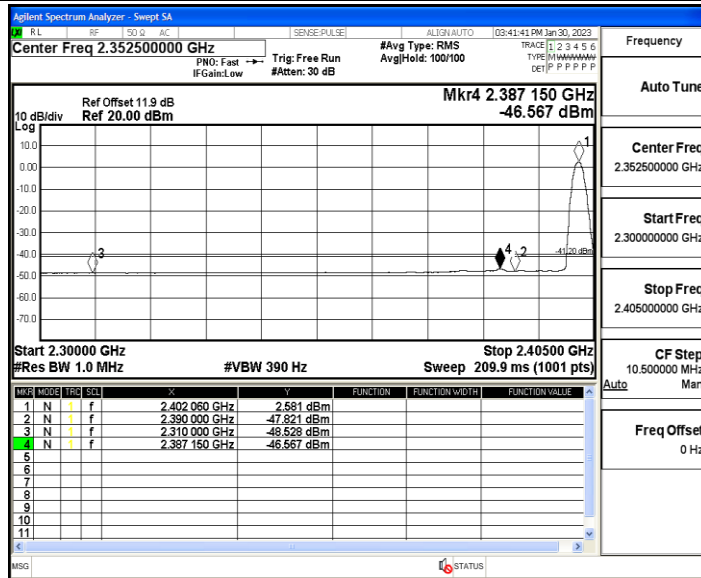 Agilent Spectrum Analyzer - Swept SA
RL RF 50 Ω AC SENSE:PULSE ALIGN AUTO 03:41:41 PM Jan 30, 2023
Center Freq 2.352500000 GHz
PNO: Fast
IFGain:Low
Trig: Free Run
#Atten: 30 dB
#Avg Type: RMS
Avg|Hold: 100/100
TRACE 1 2 3 4 5 6
TYPE MWWWWW
DET P P P P P P
Ref Offset 11.9 dB
Ref 20.00 dBm
10 dB/div
Log
Mkr4 2.387 150 GHz
-46.567 dBm
10.0
0.00
-10.0
-20.0
-30.0
-40.0
-50.0
-60.0
-70.0
1
3
4
2
-41.20 dBm
Start 2.30000 GHz Stop 2.40500 GHz
#Res BW 1.0 MHz #VBW 390 Hz Sweep 209.9 ms (1001 pts)
MKR MODE TRC SCL X Y FUNCTION FUNCTION WIDTH FUNCTION VALUE
1 N 1 f 2.402 060 GHz 2.581 dBm
2 N 1 f 2.390 000 GHz -47.821 dBm
3 N 1 f 2.310 000 GHz -48.528 dBm
4 N 1 f 2.387 150 GHz -46.567 dBm
5
6
7
8
9
10
11
MSG STATUS
Frequency
Auto Tune
Center Freq
2.352500000 GHz
Start Freq
2.300000000 GHz
Stop Freq
2.405000000 GHz
CF Step
10.500000 MHz
Auto Man
Freq Offset
0 Hz